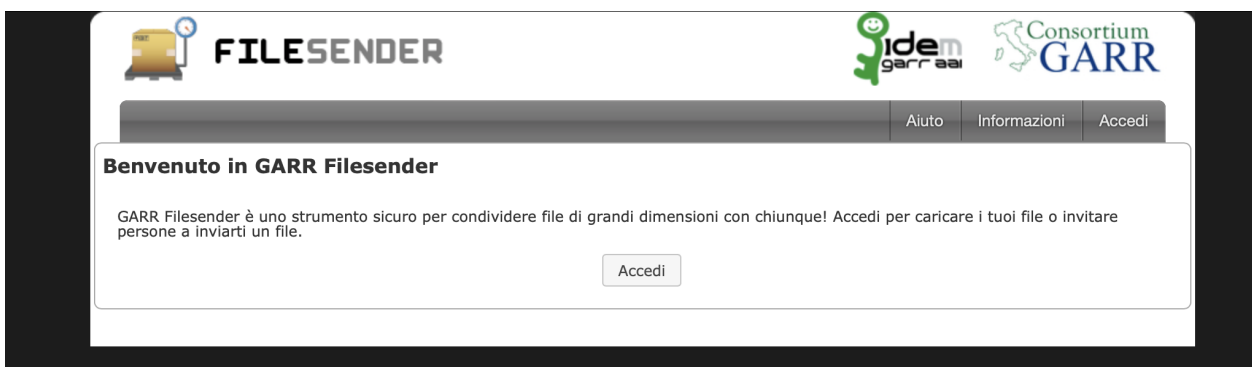 FILESENDER
idem
garr aai
Consortium
GARR
Aiuto Informazioni Accedi
Benvenuto in GARR Filesender
GARR Filesender è uno strumento sicuro per condividere file di grandi dimensioni con chiunque! Accedi per caricare i tuoi file o invitare
persone a inviarti un file.
Accedi